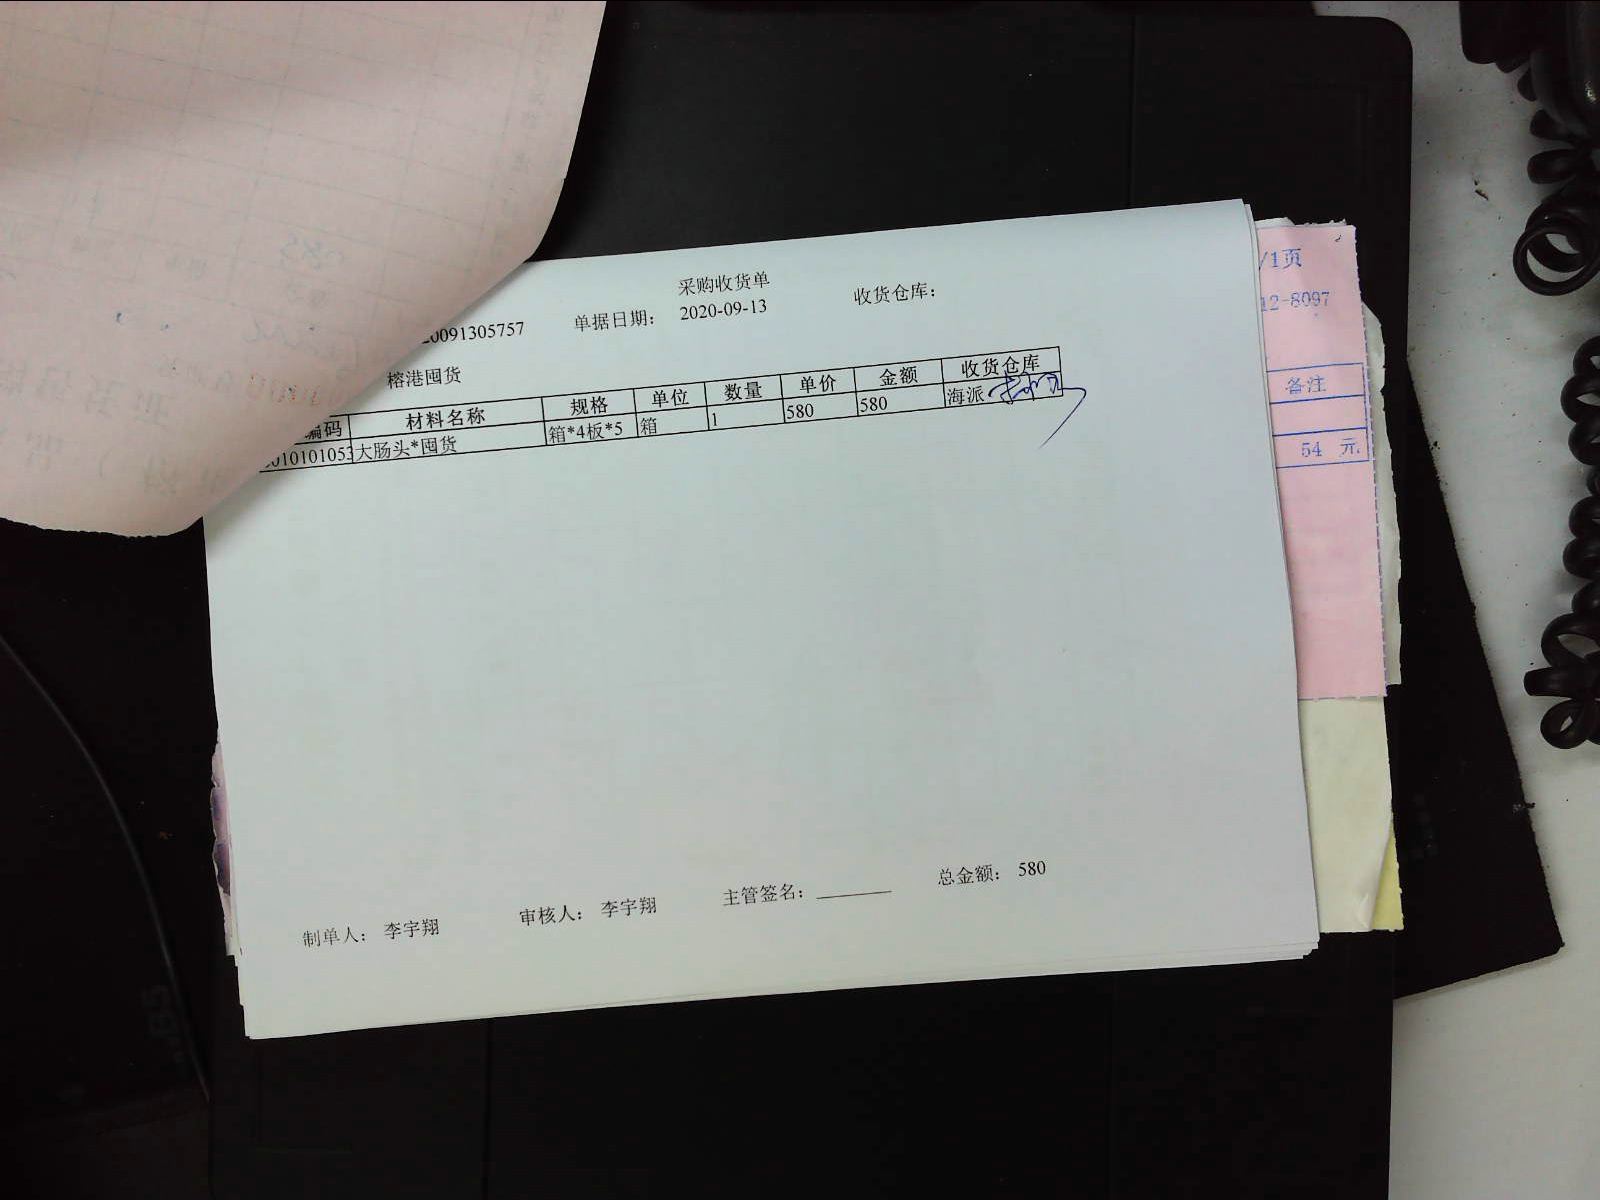 采购收货单
20091305757 单据日期： 2020-09-13 收货仓库：
榕港囤货
编码 材料名称 规格 单位 数量 单价 金额 收货仓库
010101053 大肠头*囤货 箱*4板*5 箱 1 580 580 海派
制单人： 李宇翔 审核人： 李宇翔 主管签名： 总金额： 580
/1页
12-8097
备注
54 元